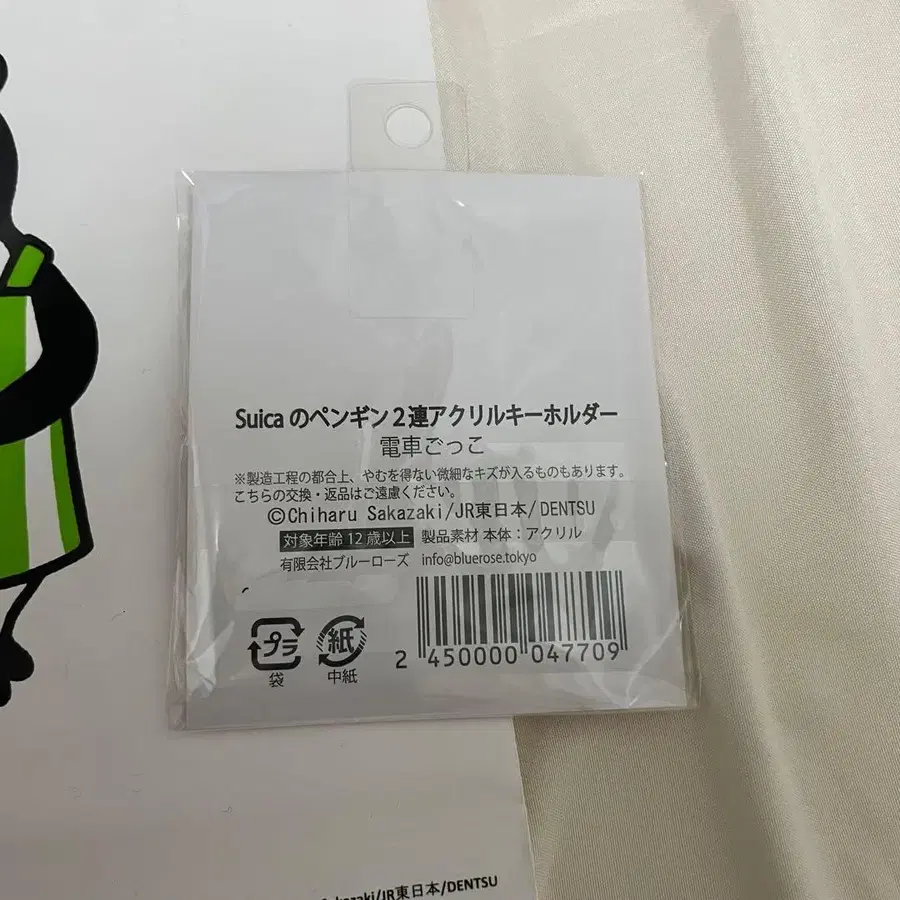 Suica のペンギン 2 連アクリルキーホルダー
電車ごっこ
※製造工程の都合上、やむを得ない微細なキズが入るものもあります。
こちらの交換・返品はご遠慮ください。
©Chiharu Sakazaki/JR東日本/ DENTSU
対象年齢 12 歳以上 製品素材 本体：アクリル
有限会社ブルーローズ info@bluerose.tokyo
プラ
袋
紙
中紙
2 450000 047709
Sakazaki/JR東日本/DENTSU